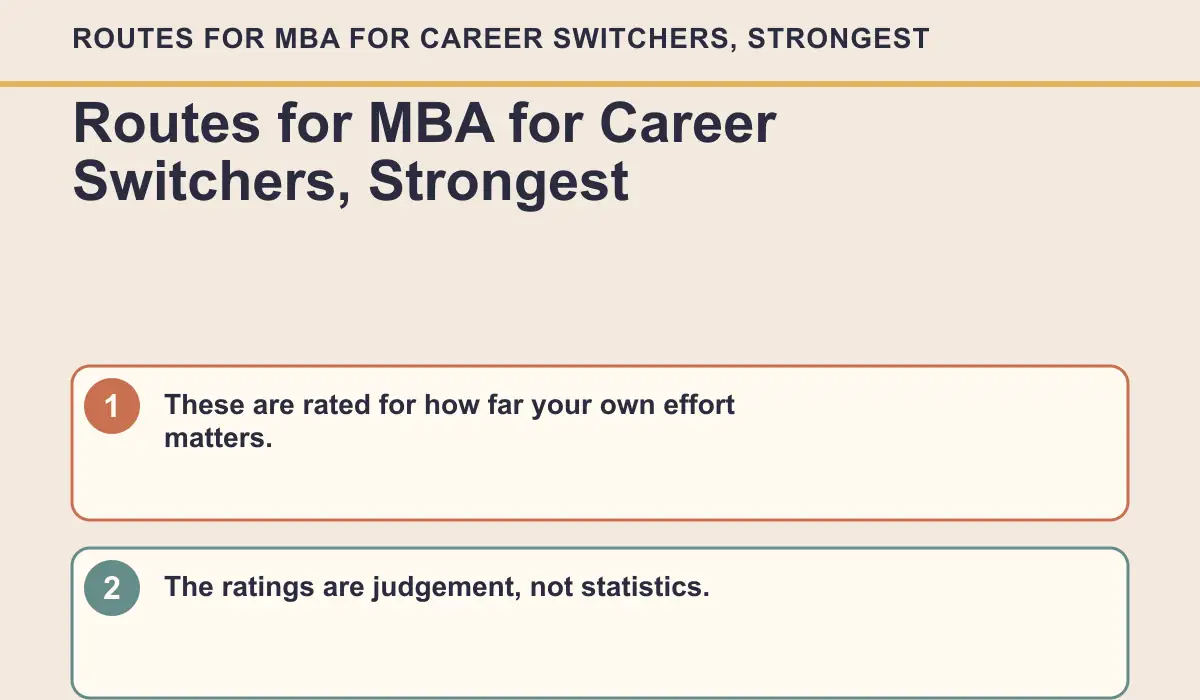 ROUTES FOR MBA FOR CAREER SWITCHERS, STRONGEST
Routes for MBA for Career
Switchers, Strongest
1
These are rated for how far your own effort
matters.
2
The ratings are judgement, not statistics.